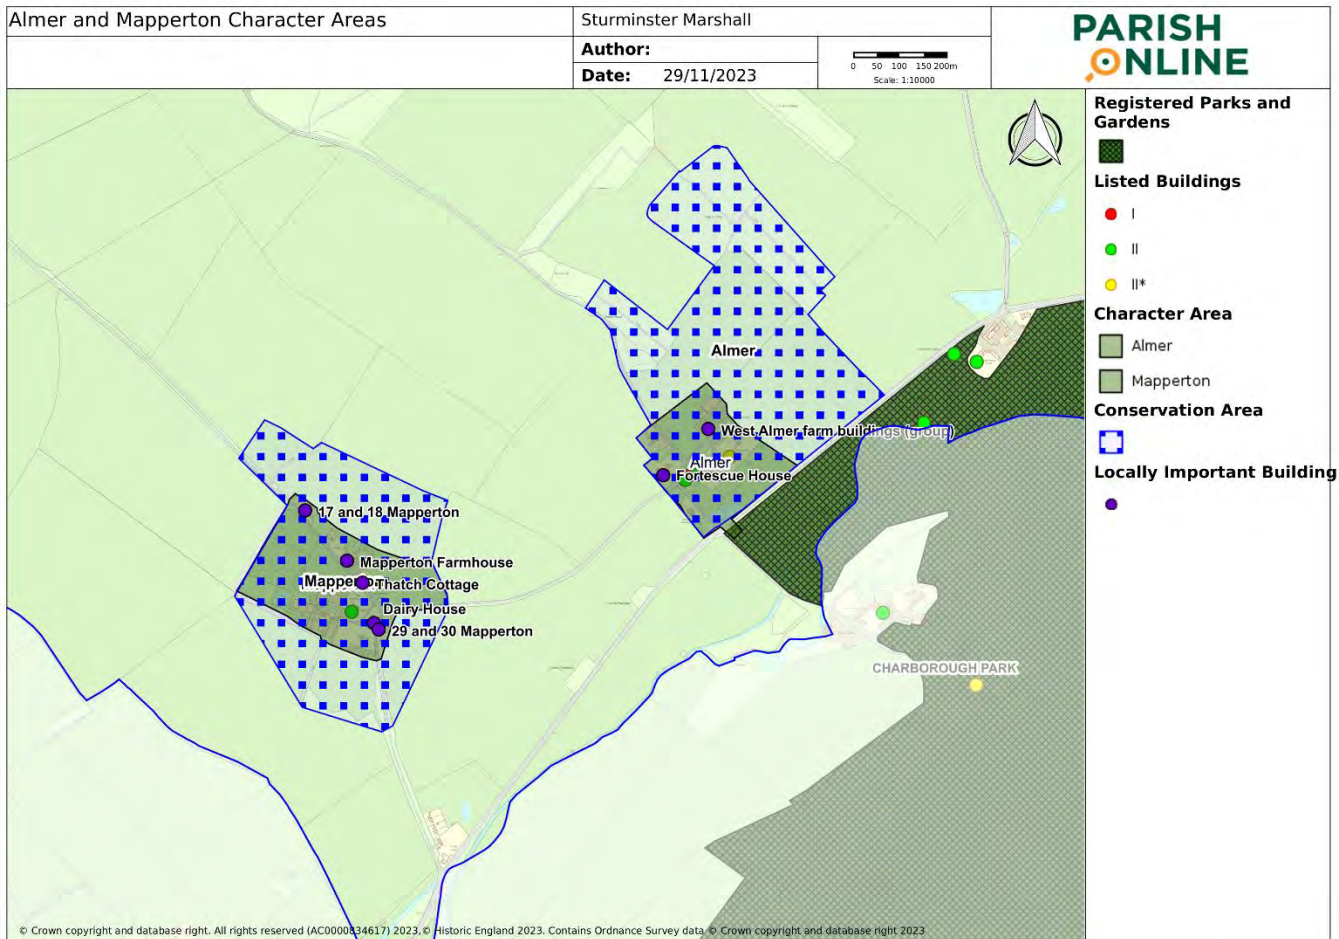 Almer and Mapperton Character Areas
Sturminster Marshall
Author:
Date: 29/11/2023
0 50 100 150 200m
Scale: 1:10000
PARISH
ONLINE
Registered Parks and
Gardens
Listed Buildings
I
II
II*
Character Area
Almer
Mapperton
Conservation Area
Locally Important Building
Almer
West Almer farm buildings (group)
Almer
Fortescue House
17 and 18 Mapperton
Mapperton Farmhouse
Mapperton
Thatch Cottage
Dairy House
29 and 30 Mapperton
CHARBOROUGH PARK
© Crown copyright and database right. All rights reserved (AC0000834617) 2023,© Historic England 2023. Contains Ordnance Survey data © Crown copyright and database right 2023